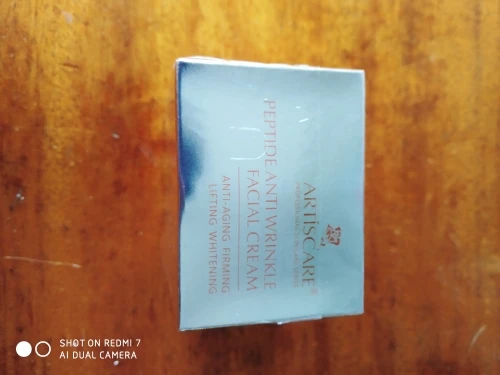 ARTISCARE®
PEPTIDE ANTI WRINKLE
FACIAL CREAM
ANTI-AGING FIRMING
LIFTING WHITENING
SHOT ON REDMI 7
AI DUAL CAMERA